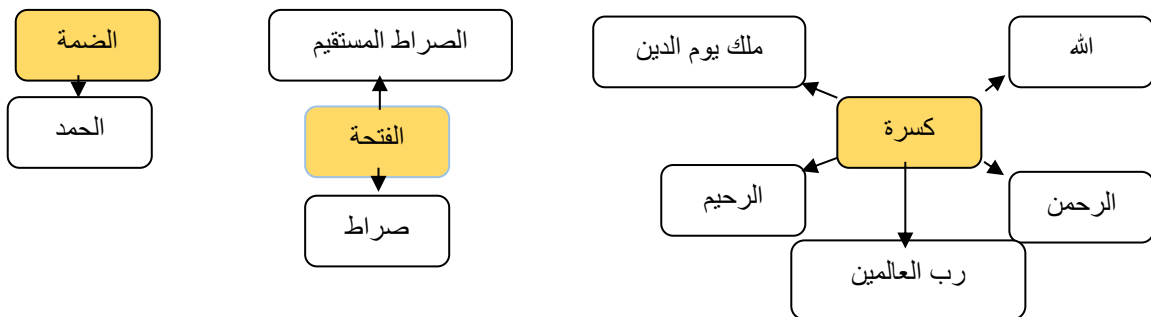 الله
ملك يوم الدين
كسرة
الرحمن
الرحيم
رب العالمين
الصراط المستقيم
الفتحة
صراط
الضمة
الحمد